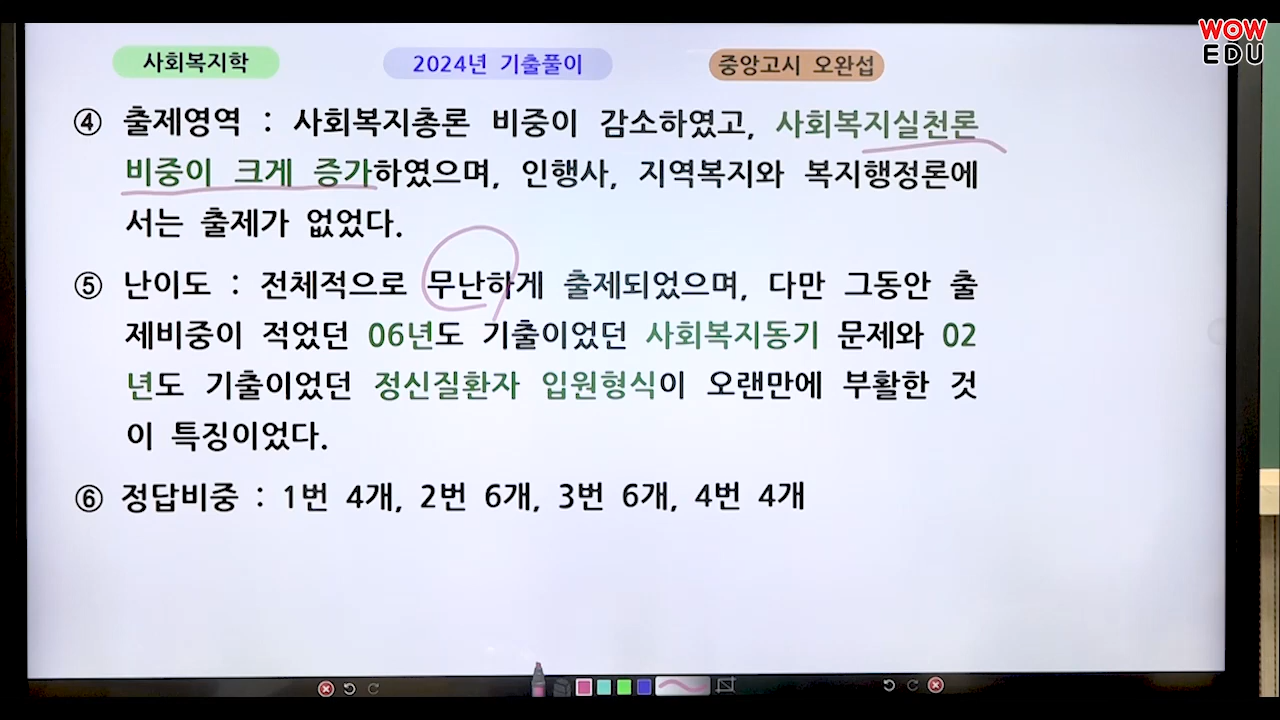 WOW
EDU
사회복지학 2024년 기출풀이 중앙고시 오완섭
④ 출제영역 : 사회복지총론 비중이 감소하였고, 사회복지실천론
비중이 크게 증가하였으며, 인행사, 지역복지와 복지행정론에
서는 출제가 없었다.
⑤ 난이도 : 전체적으로 무난하게 출제되었으며, 다만 그동안 출
제비중이 적었던 06년도 기출이었던 사회복지동기 문제와 02
년도 기출이었던 정신질환자 입원형식이 오랜만에 부활한 것
이 특징이었다.
⑥ 정답비중 : 1번 4개, 2번 6개, 3번 6개, 4번 4개